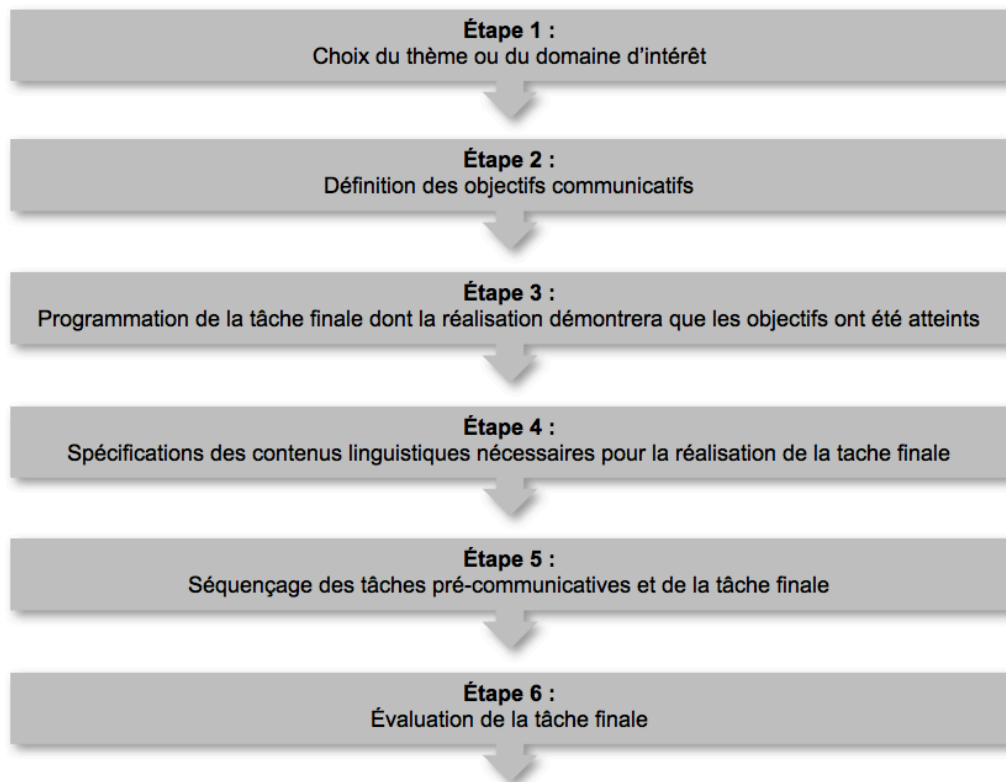 Étape 1 :
Choix du thème ou du domaine d'intérêt
Étape 2 :
Définition des objectifs communicatifs
Étape 3 :
Programmation de la tâche finale dont la réalisation démontrera que les objectifs ont été atteints
Étape 4 :
Spécifications des contenus linguistiques nécessaires pour la réalisation de la tache finale
Étape 5 :
Séquençage des tâches pré-communicatives et de la tâche finale
Étape 6 :
Évaluation de la tâche finale